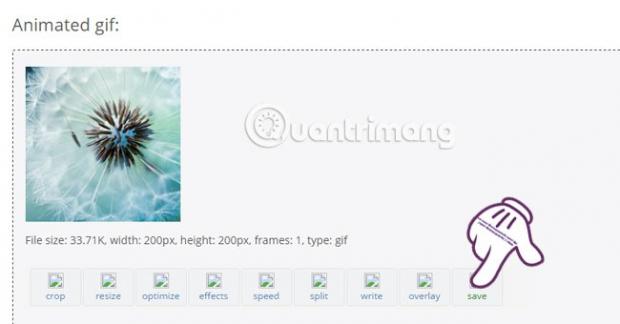 Animated gif:
uantrimang
File size: 33.71K, width: 200px, height: 200px, frames: 1, type: gif
crop resize optimize effects speed split write overlay save